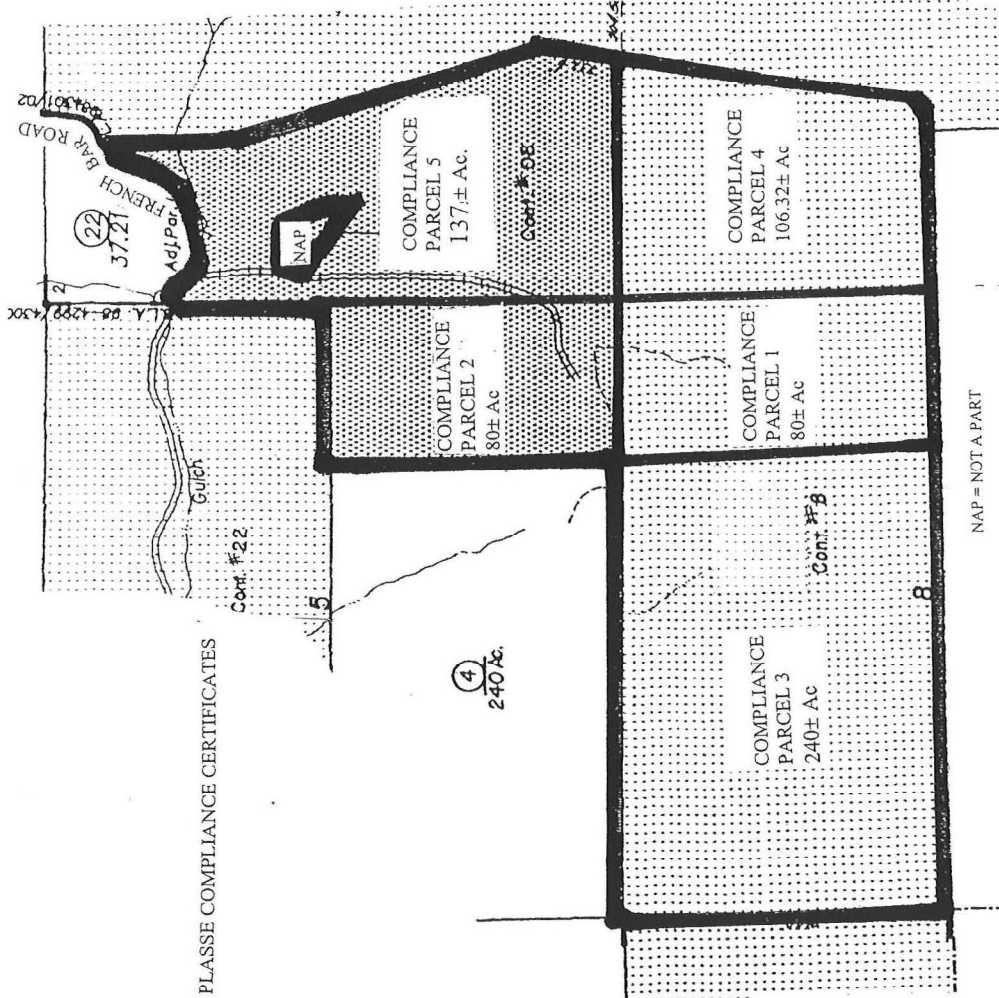 PLASSE COMPLIANCE CERTIFICATES
FRENCH BAR ROAD
22
37.21
Adj. Par.
2
Gulch
Cont. #22
5
4
240 Ac.
NAP
COMPLIANCE
PARCEL 5
137.± Ac.
COMPLIANCE
PARCEL 2
80± Ac
COMPLIANCE
PARCEL 4
106.32± Ac
COMPLIANCE
PARCEL 1
80± Ac
COMPLIANCE
PARCEL 3
240± Ac
8
NAP = NOT A PART